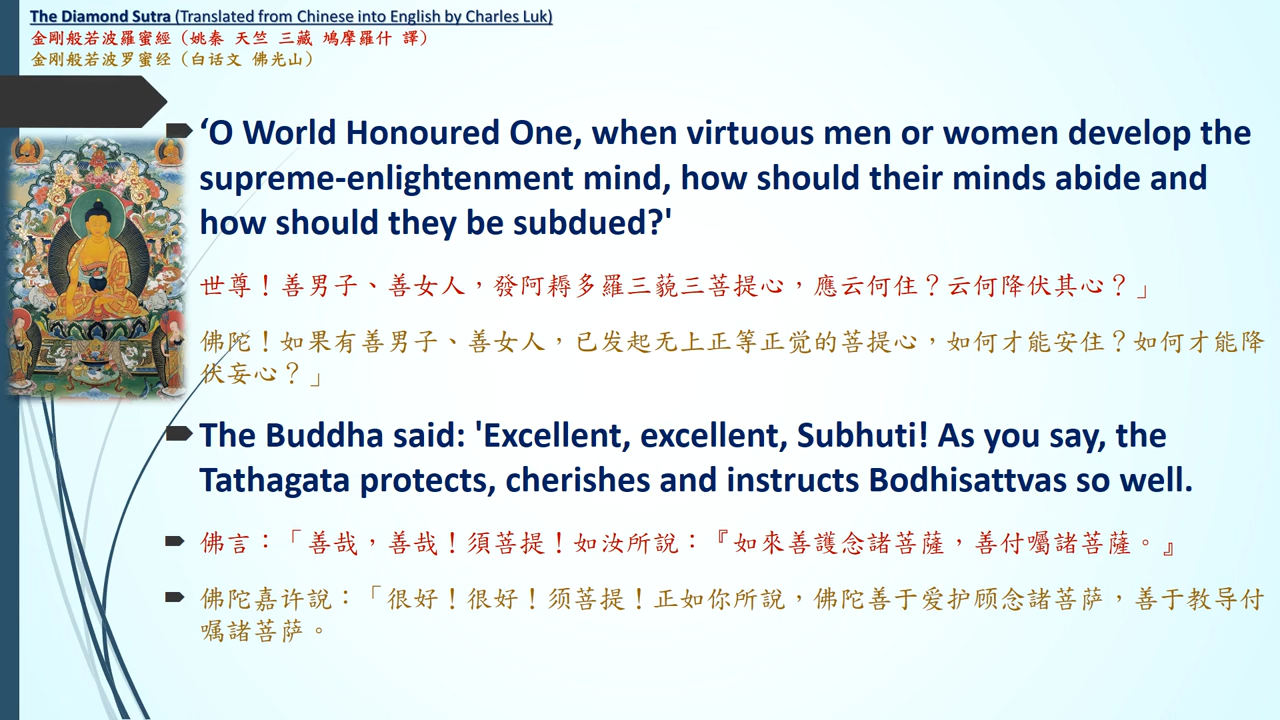 The Diamond Sutra (Translated from Chinese into English by Charles Luk)
金剛般若波羅蜜經（姚秦 天竺 三藏 鳩摩羅什 譯）
金剛般若波罗蜜经（白话文 佛光山）
‘O World Honoured One, when virtuous men or women develop the
supreme-enlightenment mind, how should their minds abide and
how should they be subdued?'
世尊！善男子、善女人，發阿耨多羅三藐三菩提心，應云何住？云何降伏其心？」
佛陀！如果有善男子、善女人，已发起无上正等正觉的菩提心，如何才能安住？如何才能降
伏妄心？」
The Buddha said: 'Excellent, excellent, Subhuti! As you say, the
Tathagata protects, cherishes and instructs Bodhisattvas so well.
佛言：「善哉，善哉！須菩提！如汝所說：『如來善護念諸菩薩，善付囑諸菩薩。』
佛陀嘉许說：「很好！很好！须菩提！正如你所說，佛陀善于爱护顾念諸菩萨，善于教导付
嘱諸菩萨。